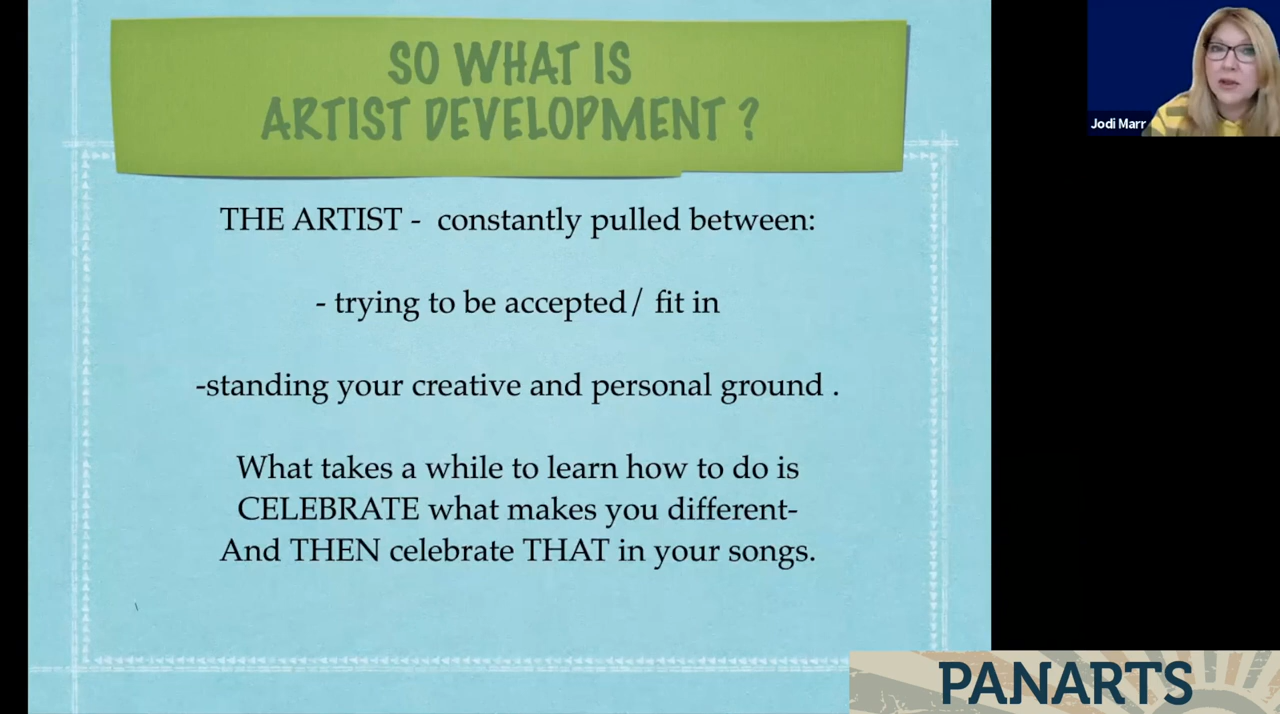 SO WHAT IS
ARTIST DEVELOPMENT ?
THE ARTIST - constantly pulled between:
- trying to be accepted/ fit in
-standing your creative and personal ground .
What takes a while to learn how to do is
CELEBRATE what makes you different-
And THEN celebrate THAT in your songs.
Jodi Marr
PANARTS